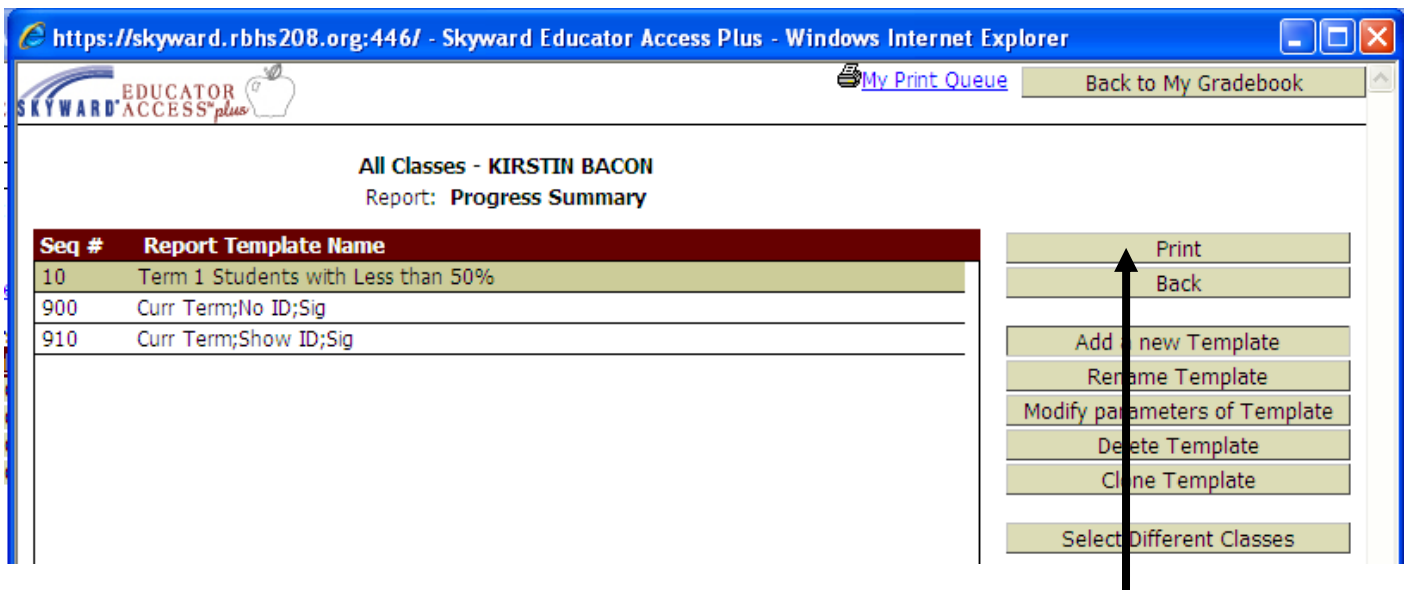 https://skyward.rbhs208.org:446/ - Skyward Educator Access Plus - Windows Internet Explorer
SKYWARD EDUCATOR ACCESS plus
My Print Queue
Back to My Gradebook
All Classes - KIRSTIN BACON
Report: Progress Summary
Seq # Report Template Name
10 Term 1 Students with Less than 50%
900 Curr Term;No ID;Sig
910 Curr Term;Show ID;Sig
Print
Back
Add a new Template
Rename Template
Modify parameters of Template
Delete Template
Clone Template
Select Different Classes